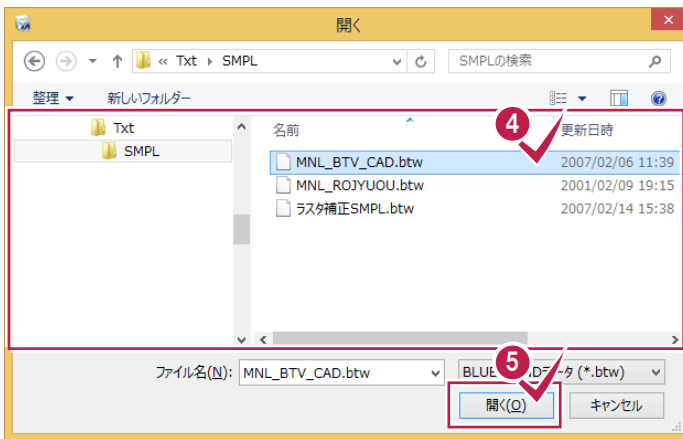 開く
« Txt ▸ SMPL
SMPLの検索
整理 ▼ 新しいフォルダー
Txt
SMPL
名前 更新日時
4
MNL_BTV_CAD.btw 2007/02/06 11:39
MNL_ROJYUOU.btw 2001/02/09 19:15
ラスタ補正SMPL.btw 2007/02/14 15:38
ファイル名(N): MNL_BTV_CAD.btw
(*.btw)
5
開く(O) キャンセル